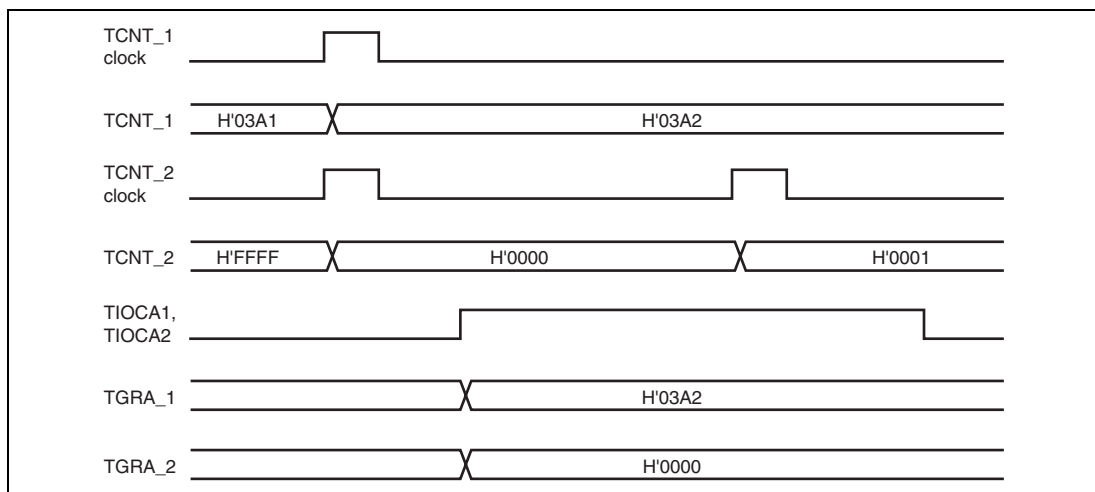 TCNT_1
clock
TCNT_1 H'03A1 H'03A2
TCNT_2
clock
TCNT_2 H'FFFF H'0000 H'0001
TIOCA1,
TIOCA2
TGRA_1 H'03A2
TGRA_2 H'0000